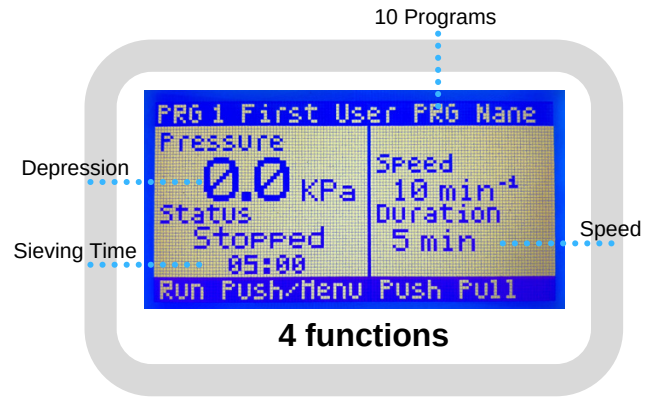 10 Programs
PRG 1 First User PRG Nane
Pressure
Depression
0.0 KPa
Speed
10 min⁻¹
Status
Duration
Stopped
5 min
Speed
Sieving Time
05:00
Run Push/Menu Push Pull
4 functions